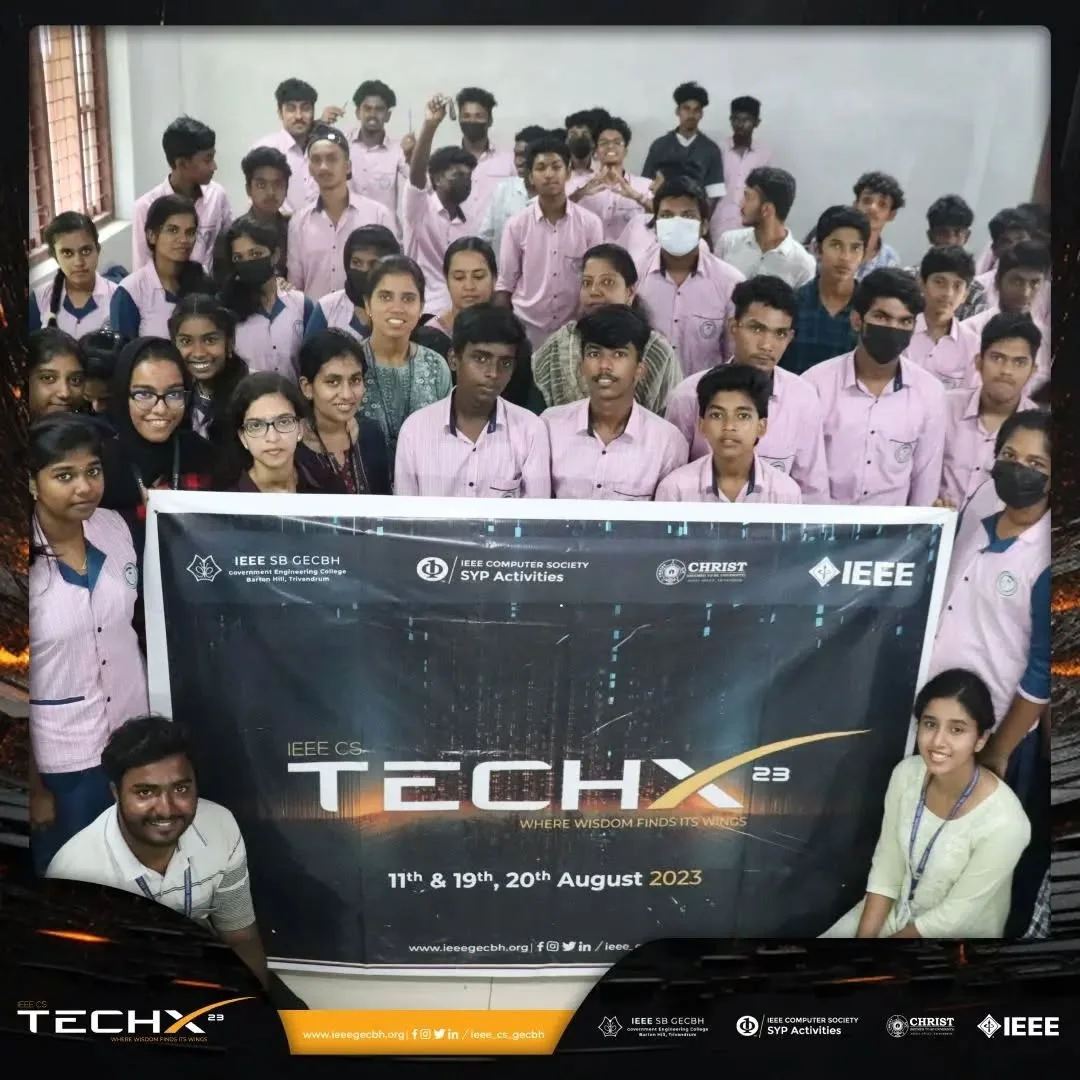 IEEE SB GECBH
Government Engineering College
Barton Hill, Trivandrum
IEEE COMPUTER SOCIETY
SYP Activities
CHRIST
IEEE
IEEE CS
TECHX 23
WHERE WISDOM FINDS ITS WINGS
11th & 19th, 20th August 2023
www.ieeegecbh.org
/ieee_c
IEEE CS
TECHX 23
WHERE WISDOM FINDS ITS WINGS
www.ieeegecbh.org
/ieee_cs_gecbh
IEEE SB GECBH
Government Engineering College
Barton Hill, Trivandrum
IEEE COMPUTER SOCIETY
SYP Activities
CHRIST
IEEE